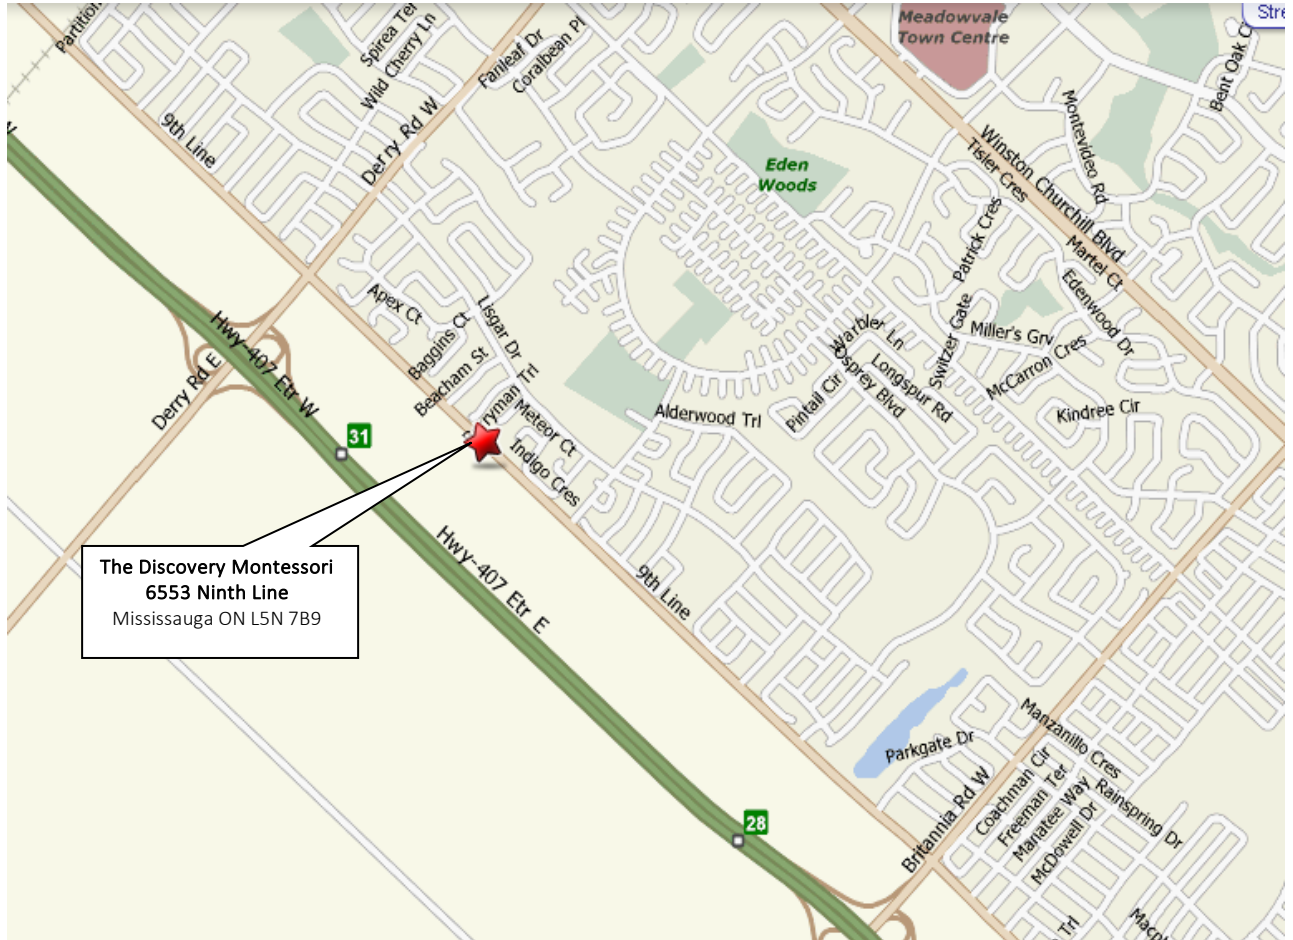 Meadowvale
Town Centre
Stre
Partition
Spirea Ter
Wild Cherry Ln
Fanleaf Dr
Coralbean Pl
Bent Oak C
9th Line
Derry Rd W
Montevideo Rd
Winston Churchill Blvd
Tisler Cres
Eden
Woods
Patrick Cres
Martel Ct
Edenwood Dr
Apex Ct
Lisgar Dr
Baggins Ct
Beacham St
Hwy-407 Etr W
Derry Rd E
Warbler Ln
Switzer Gate
Miller's Grv
McCarron Cres
Osprey Blvd
Longspur Rd
Pintail Cir
Kindree Cir
Alderwood Trl
ryman Trl
Meteor Ct
Indigo Cres
31
Hwy-407 Etr E
The Discovery Montessori
6553 Ninth Line
Mississauga ON L5N 7B9
9th Line
Parkgate Dr
Manzanillo Cres
Britannia Rd W
Coachman Cir
Freeman Ter
Manatee Way
McDowell Dr
Rainspring Dr
28
Trl